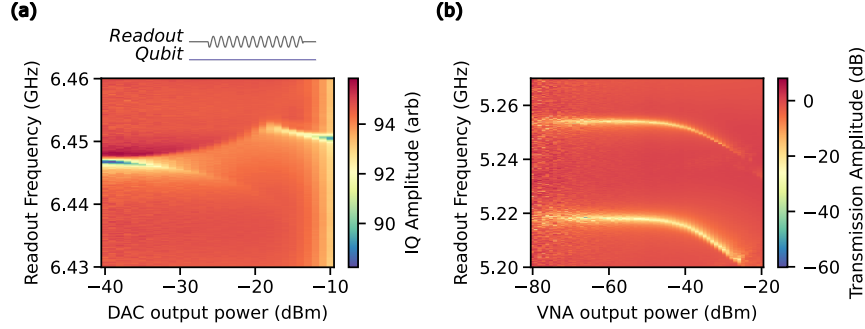 (a)
Readout
Qubit
Readout Frequency (GHz)
6.46
6.45
6.44
6.43
−40
−30
−20
−10
DAC output power (dBm)
94
92
90
IQ Amplitude (arb)
(b)
Readout Frequency (GHz)
5.26
5.24
5.22
5.20
−80
−60
−40
−20
VNA output power (dBm)
0
−20
−40
−60
Transmission Amplitude (dB)